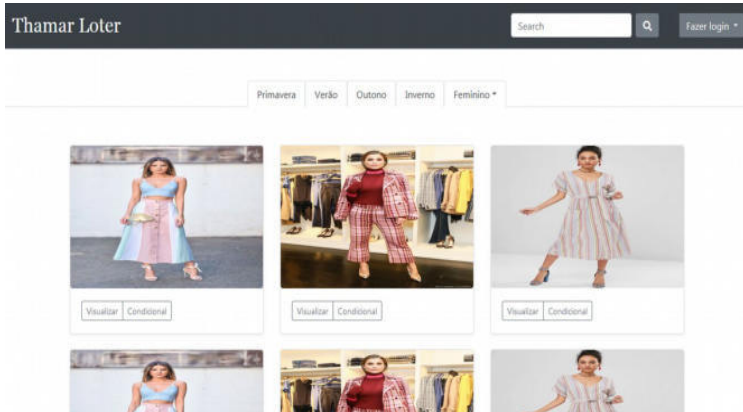 Thamar Loter
Search
Fazer login
Primavera Verão Outono Inverno Feminino
Visualizar Condicional
Visualizar Condicional
Visualizar Condicional